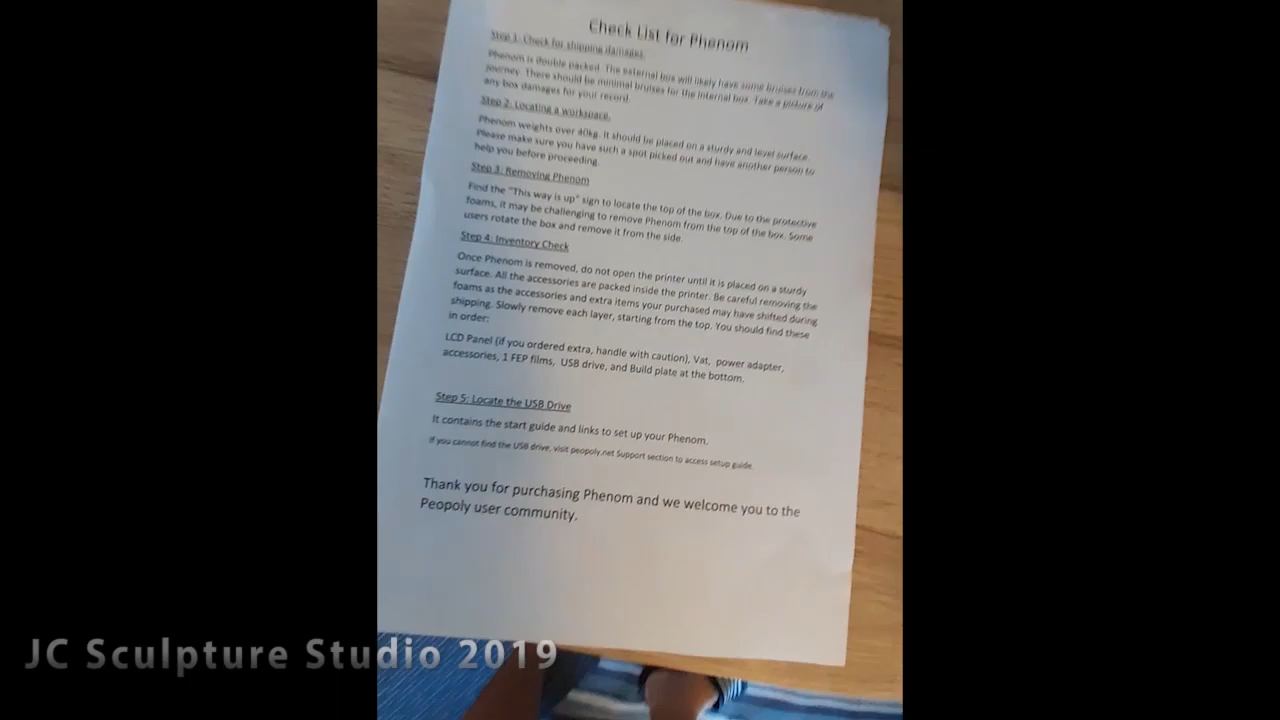 Check List for Phenom
Step 1: Check for shipping damages.
Phenom is double packed. The external box will likely have some bruises from the
journey. There should be minimal bruises for the internal box. Take a picture of
any box damages for your record.
Step 2: Locating a workspace.
Phenom weights over 40kg. It should be placed on a sturdy and level surface.
Please make sure you have such a spot picked out and have another person to
help you before proceeding.
Step 3: Removing Phenom
Find the "This way is up" sign to locate the top of the box. Due to the protective
foams, it may be challenging to remove Phenom from the top of the box. Some
users rotate the box and remove it from the side.
Step 4: Inventory Check
Once Phenom is removed, do not open the printer until it is placed on a sturdy
surface. All the accessories are packed inside the printer. Be careful removing the
foams as the accessories and extra items your purchased may have shifted during
shipping. Slowly remove each layer, starting from the top. You should find these
in order:
LCD Panel (if you ordered extra, handle with caution), Vat, power adapter,
accessories, 1 FEP films, USB drive, and Build plate at the bottom.
Step 5: Locate the USB Drive
It contains the start guide and links to set up your Phenom.
If you cannot find the USB drive, visit peopoly.net Support section to access setup guide.
Thank you for purchasing Phenom and we welcome you to the
Peopoly user community.
JC Sculpture Studio 2019